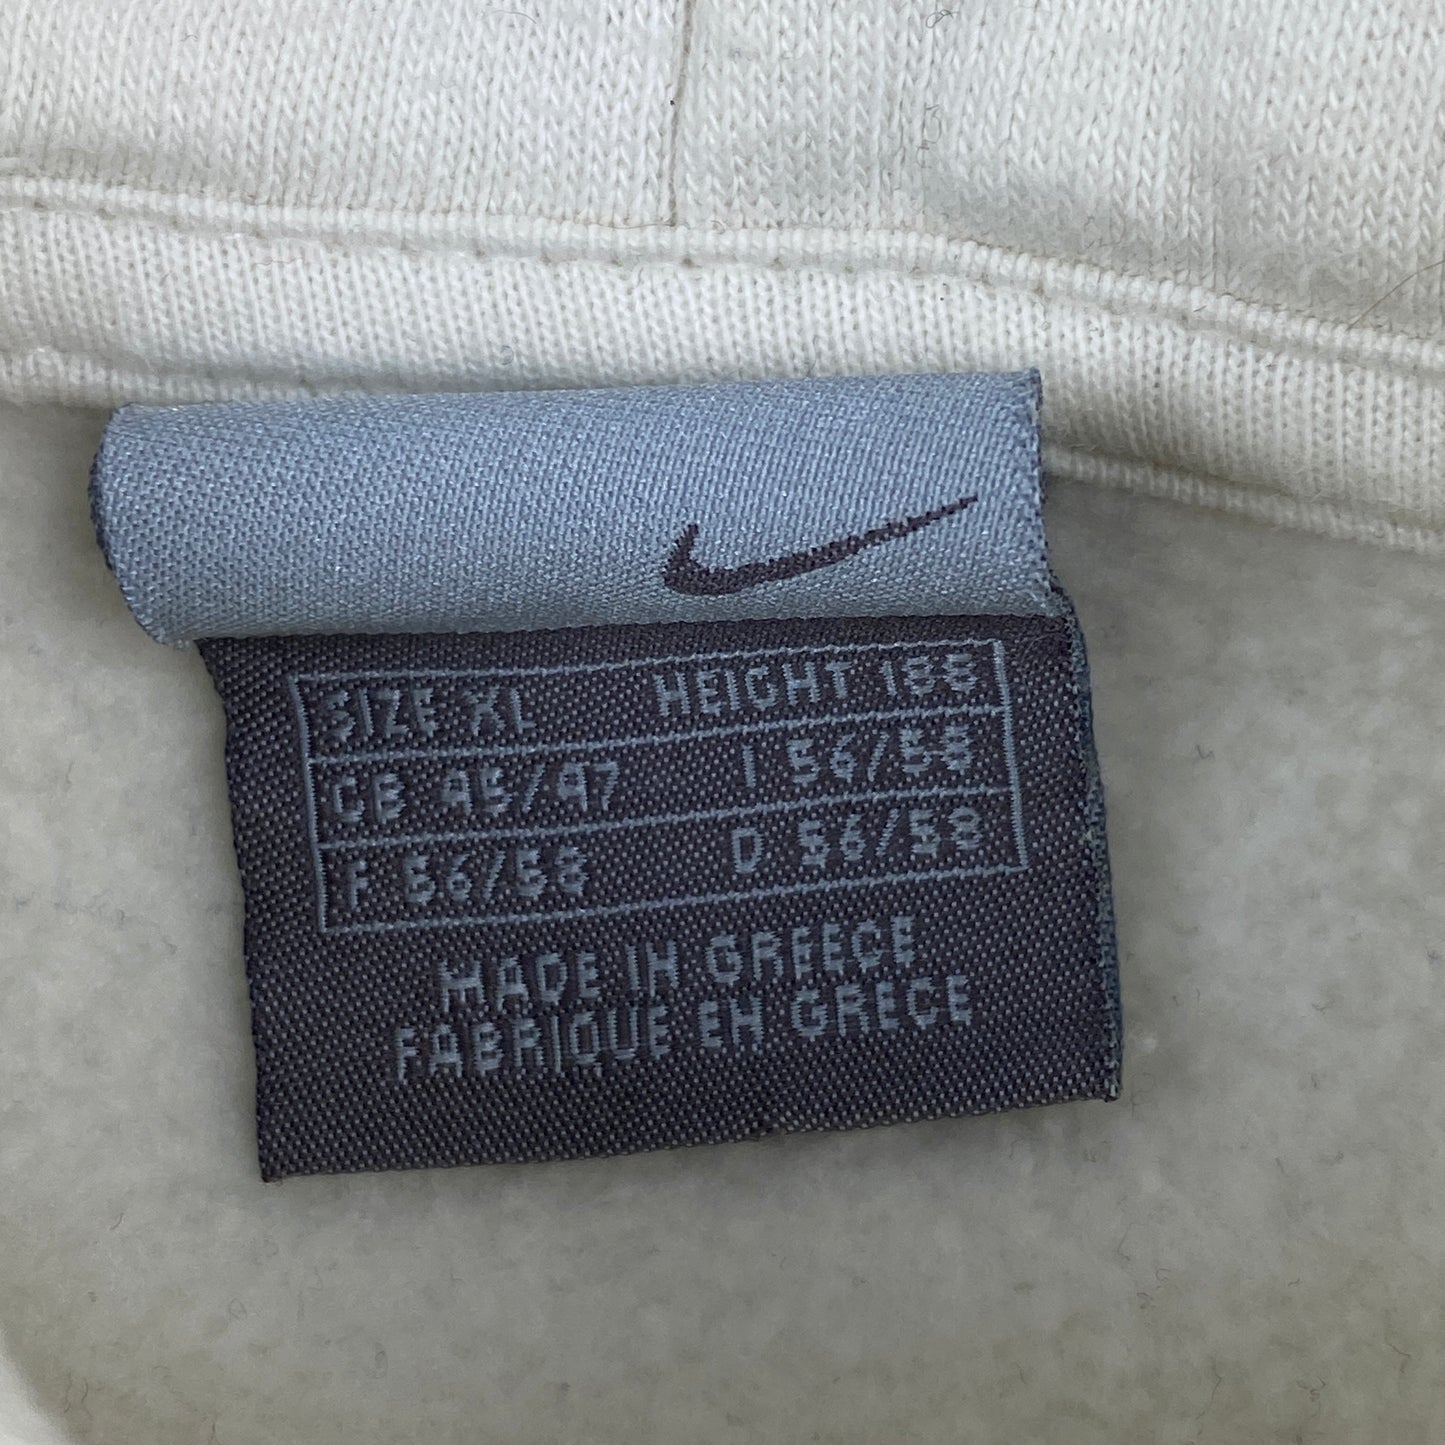 SIZE XL HEIGHT 188
GB 45/47 I 56/58
F 56/58 D 56/58
MADE IN GREECE
FABRIQUE EN GRECE